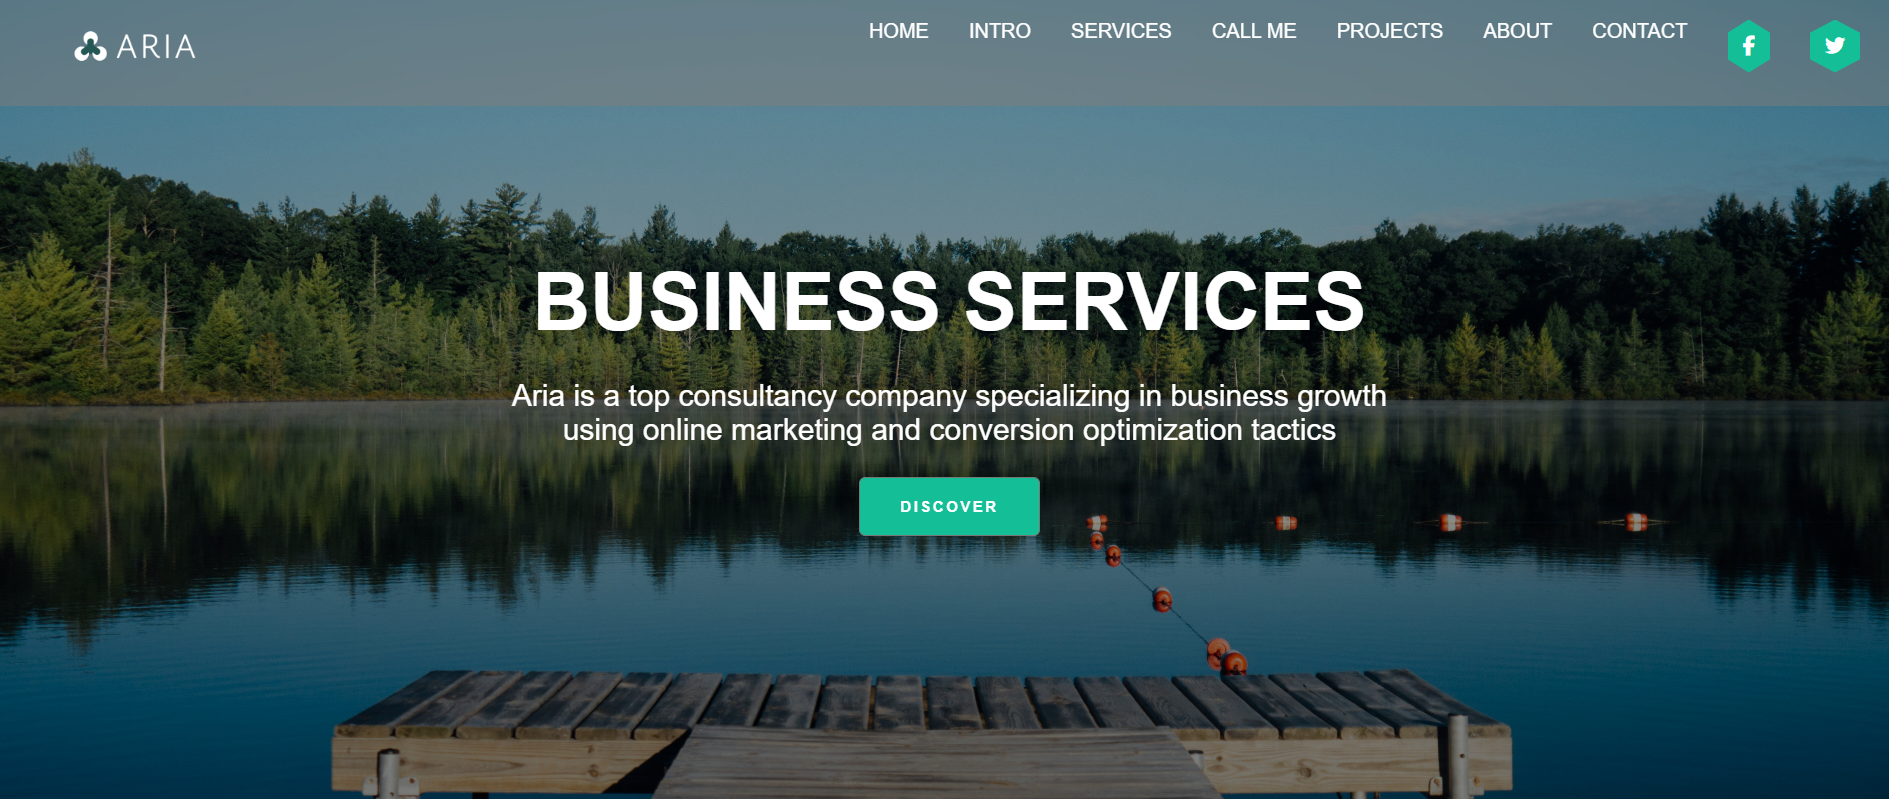 ARIA
HOME INTRO SERVICES CALL ME PROJECTS ABOUT CONTACT
BUSINESS SERVICES
Aria is a top consultancy company specializing in business growth
using online marketing and conversion optimization tactics
DISCOVER